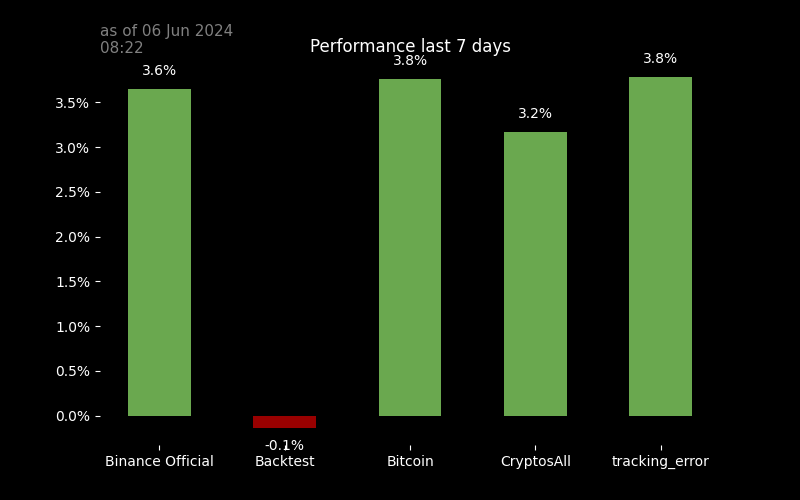 as of 06 Jun 2024
08:22
Performance last 7 days
3.6%
3.8%
3.2%
3.8%
-0.1%
3.5%
3.0%
2.5%
2.0%
1.5%
1.0%
0.5%
0.0%
Binance Official
Backtest
Bitcoin
CryptosAll
tracking_error